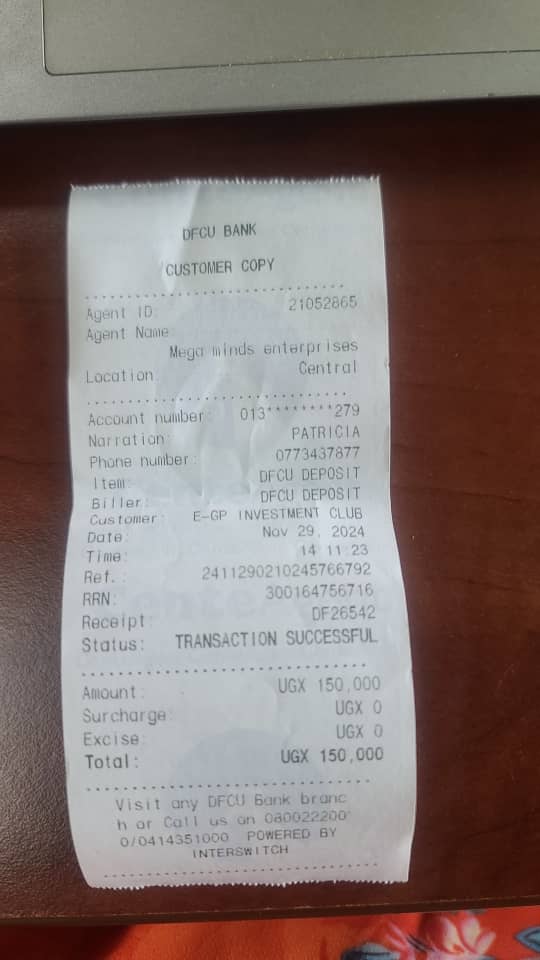 DFCU BANK
CUSTOMER COPY
Agent ID: 21052865
Agent Name
Mega minds enterprises
Location Central
Account number: 013********279
Narration: PATRICIA
Phone number: 0773437877
Item: DFCU DEPOSIT
Biller: DFCU DEPOSIT
Customer: E-GP INVESTMENT CLUB
Date: Nov 29, 2024
Time: 14 11:23
Ref.: 2411290210245766792
RRN: 300164756716
Receipt: DF26542
Status: TRANSACTION SUCCESSFUL
Amount: UGX 150,000
Surcharge: UGX 0
Excise: UGX 0
Total: UGX 150,000
Visit any DFCU Bank branc
h or Call us on 080022200
0/0414351000 POWERED BY
INTERSWITCH